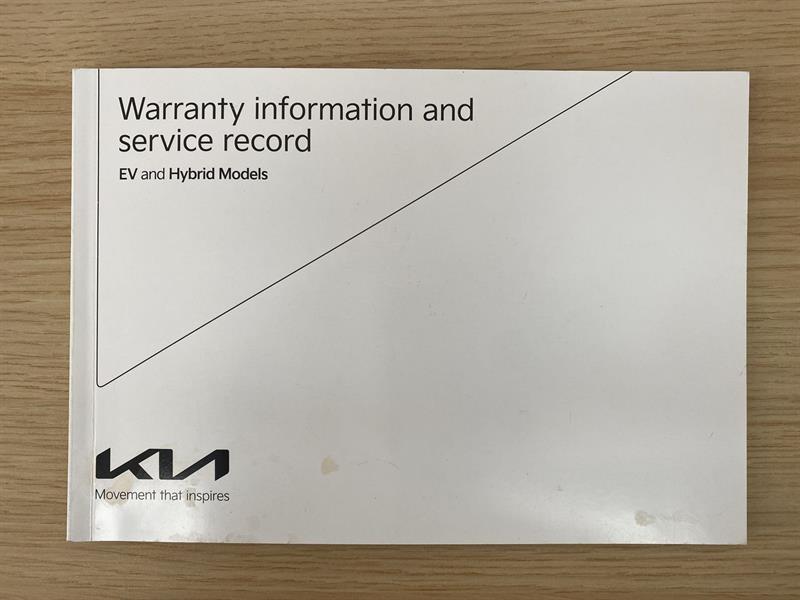 Warranty information and
service record
EV and Hybrid Models
KIA
Movement that inspires